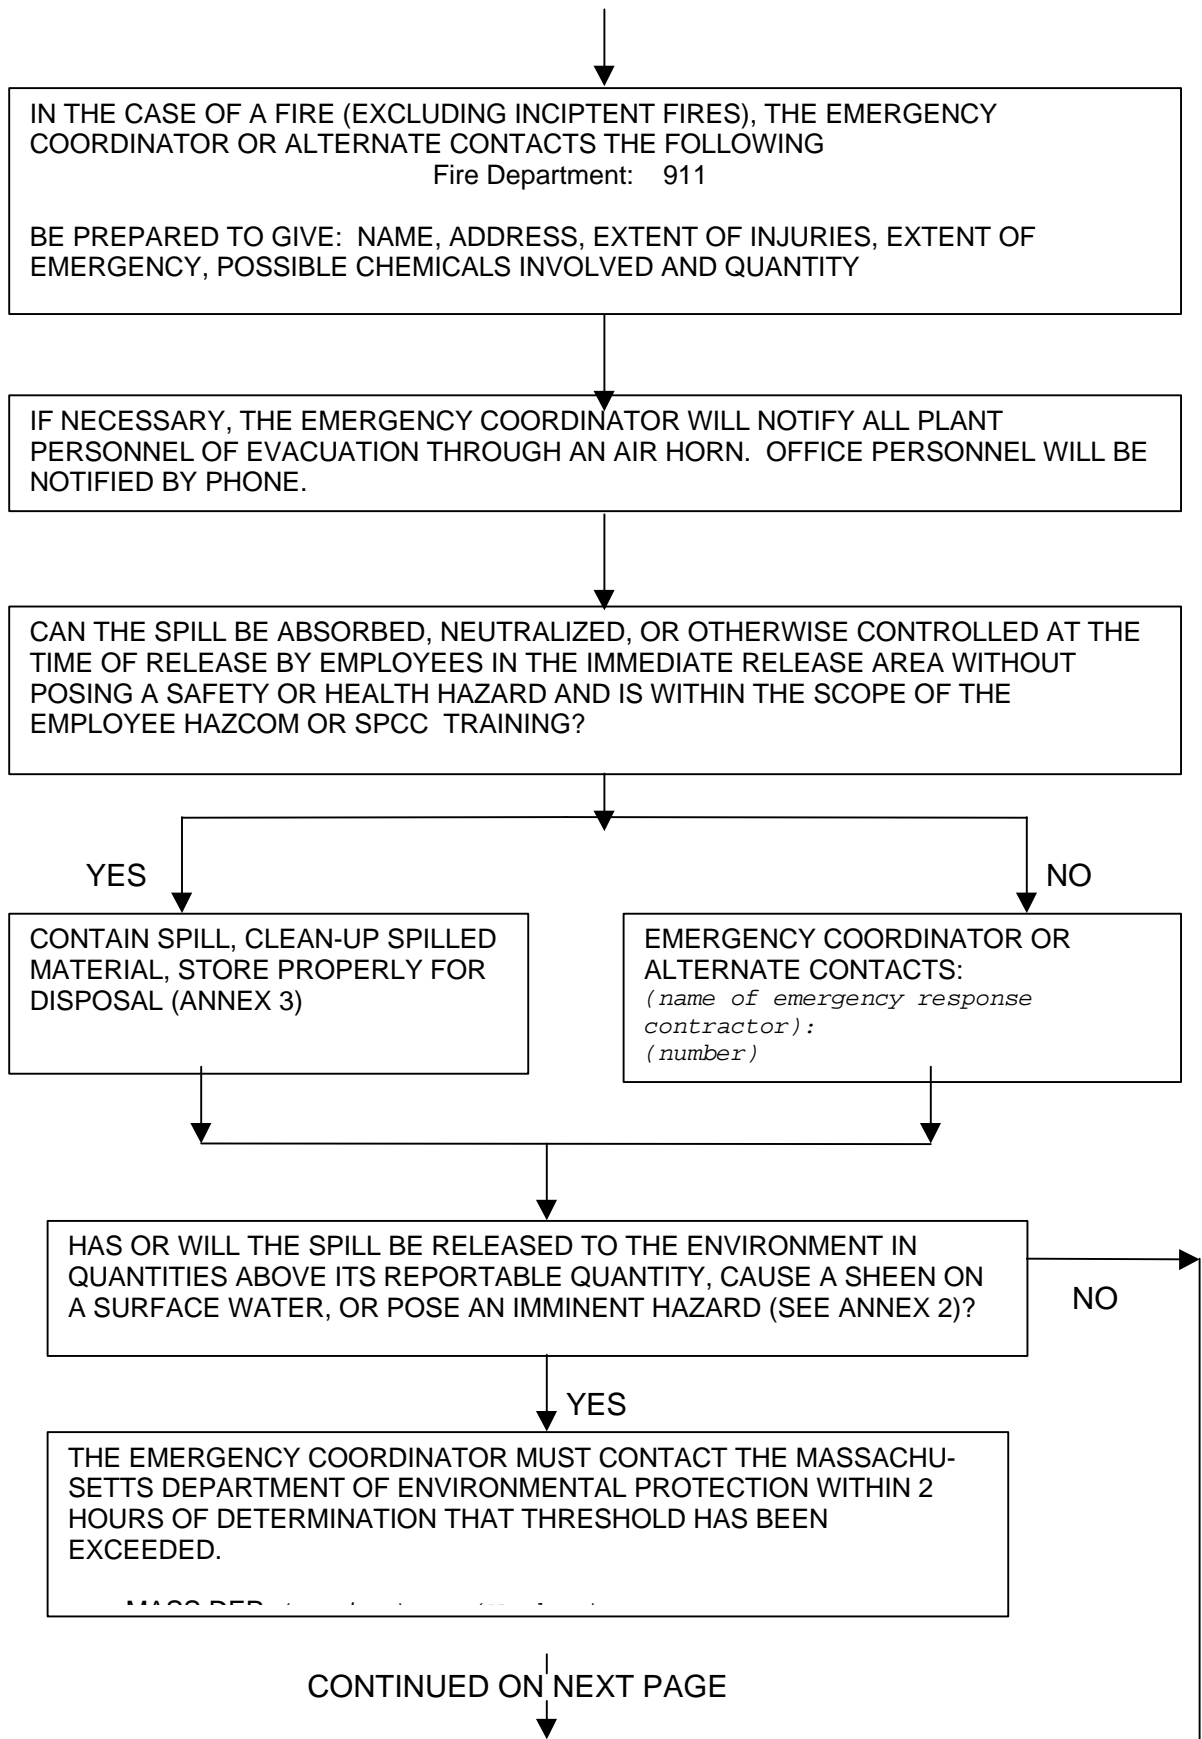 IN THE CASE OF A FIRE (EXCLUDING INCIPTENT FIRES), THE EMERGENCY
COORDINATOR OR ALTERNATE CONTACTS THE FOLLOWING
Fire Department: 911
BE PREPARED TO GIVE: NAME, ADDRESS, EXTENT OF INJURIES, EXTENT OF
EMERGENCY, POSSIBLE CHEMICALS INVOLVED AND QUANTITY
IF NECESSARY, THE EMERGENCY COORDINATOR WILL NOTIFY ALL PLANT
PERSONNEL OF EVACUATION THROUGH AN AIR HORN. OFFICE PERSONNEL WILL BE
NOTIFIED BY PHONE.
CAN THE SPILL BE ABSORBED, NEUTRALIZED, OR OTHERWISE CONTROLLED AT THE
TIME OF RELEASE BY EMPLOYEES IN THE IMMEDIATE RELEASE AREA WITHOUT
POSING A SAFETY OR HEALTH HAZARD AND IS WITHIN THE SCOPE OF THE
EMPLOYEE HAZCOM OR SPCC TRAINING?
YES
NO
CONTAIN SPILL, CLEAN-UP SPILLED
MATERIAL, STORE PROPERLY FOR
DISPOSAL (ANNEX 3)
EMERGENCY COORDINATOR OR
ALTERNATE CONTACTS:
(name of emergency response
contractor):
(number)
HAS OR WILL THE SPILL BE RELEASED TO THE ENVIRONMENT IN
QUANTITIES ABOVE ITS REPORTABLE QUANTITY, CAUSE A SHEEN ON
A SURFACE WATER, OR POSE AN IMMINENT HAZARD (SEE ANNEX 2)?
NO
YES
THE EMERGENCY COORDINATOR MUST CONTACT THE MASSACHU-
SETTS DEPARTMENT OF ENVIRONMENTAL PROTECTION WITHIN 2
HOURS OF DETERMINATION THAT THRESHOLD HAS BEEN
EXCEEDED.
MASS DEP
CONTINUED ON NEXT PAGE